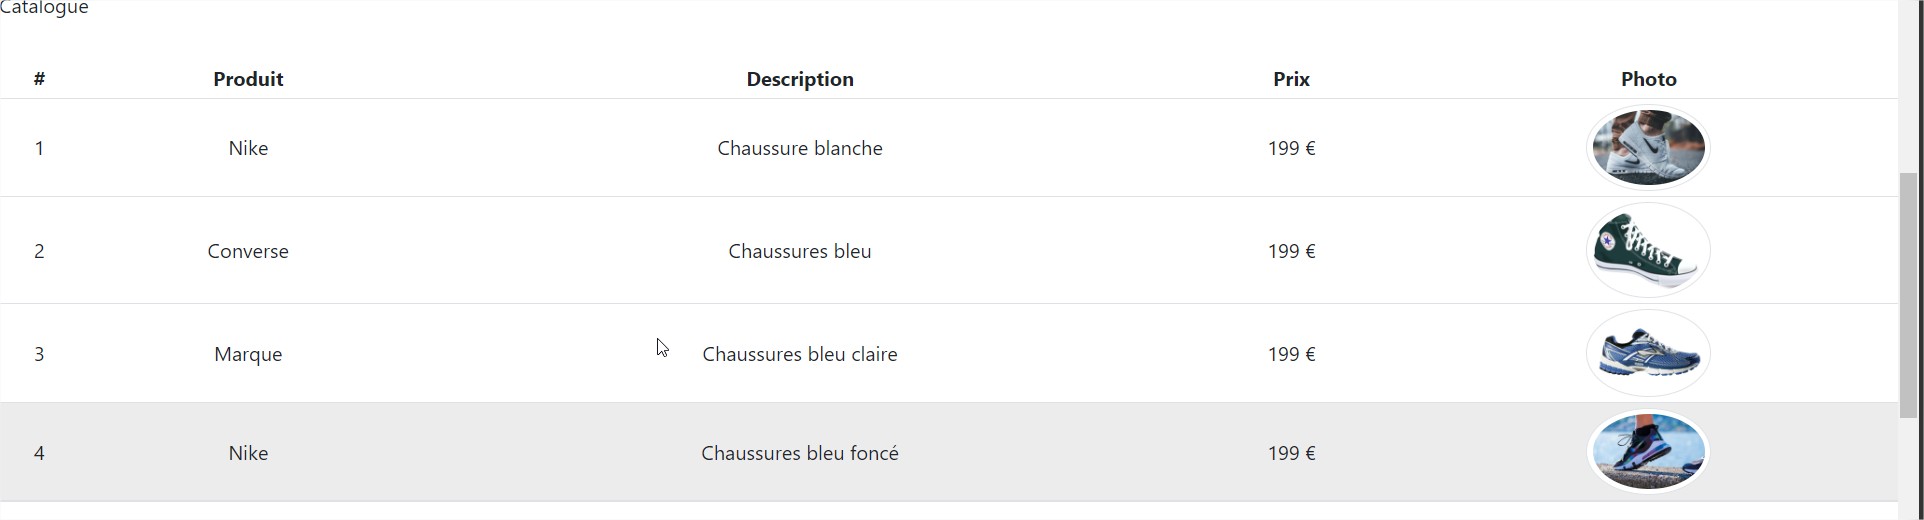 Catalogue
# Produit Description Prix Photo
1 Nike Chaussure blanche 199 €
2 Converse Chaussures bleu 199 €
3 Marque Chaussures bleu claire 199 €
4 Nike Chaussures bleu foncé 199 €